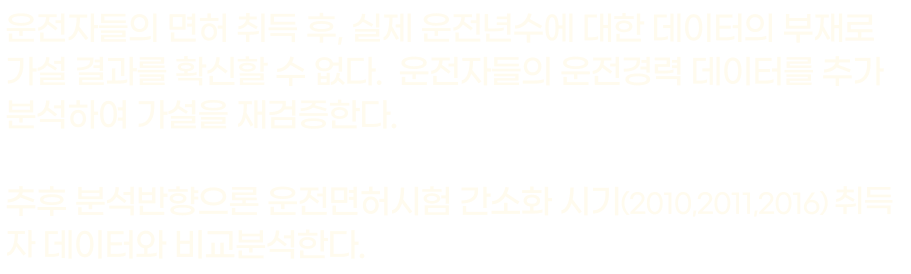 운전자들의 면허 취득 후, 실제 운전년수에 대한 데이터의 부재로
가설 결과를 확신할 수 없다.  운전자들의 운전경력 데이터를 추가
분석하여 가설을 재검증한다.
추후 분석반향으론 운전면허시험 간소화 시기(2010,2011,2016) 취득
자 데이터와 비교분석한다.